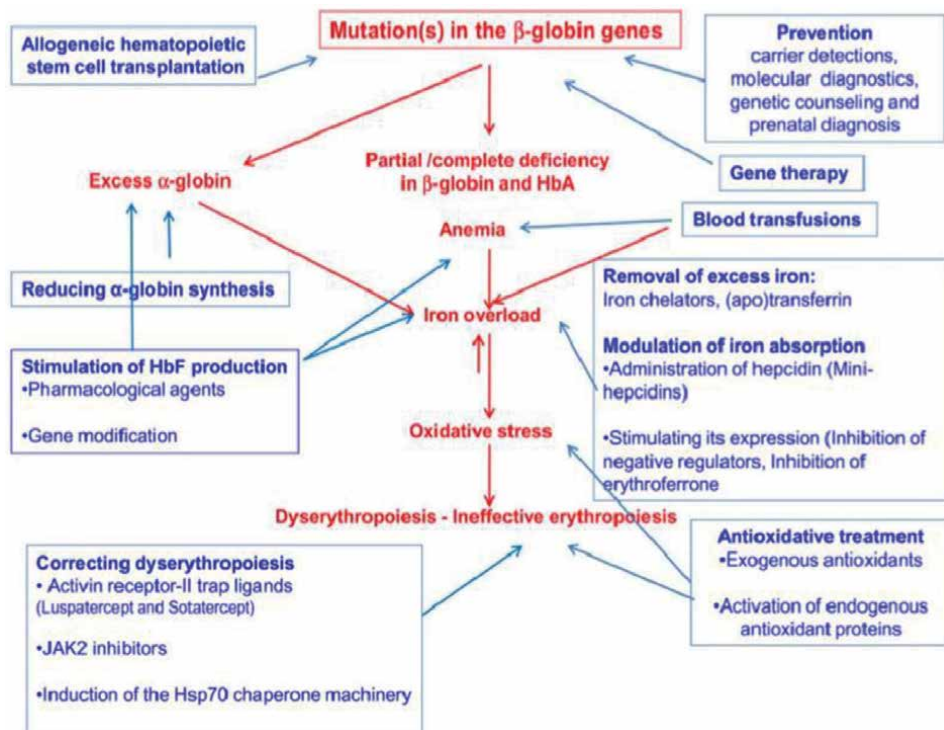 Mutation(s) in the β-globin genes
Allogeneic hematopoietic
stem cell transplantation
Prevention
carrier detections,
molecular diagnostics,
genetic counseling and
prenatal diagnosis
Partial /complete deficiency
in β-globin and HbA
Gene therapy
Excess α-globin
Blood transfusions
Anemia
Reducing α-globin synthesis
Iron overload
Removal of excess iron:
Iron chelators, (apo)transferrin
Modulation of iron absorption
•Administration of hepcidin (Mini-
hepcidins)
•Stimulating its expression (Inhibition of
negative regulators, Inhibition of
erythroferrone
Stimulation of HbF production
•Pharmacological agents
•Gene modification
Oxidative stress
Dyserythropoiesis - Ineffective erythropoiesis
Correcting dyserythropoiesis
• Activin receptor-II trap ligands
(Luspatercept and Sotatercept)
•JAK2 inhibitors
•Induction of the Hsp70 chaperone machinery
Antioxidative treatment
•Exogenous antioxidants
•Activation of endogenous
antioxidant proteins